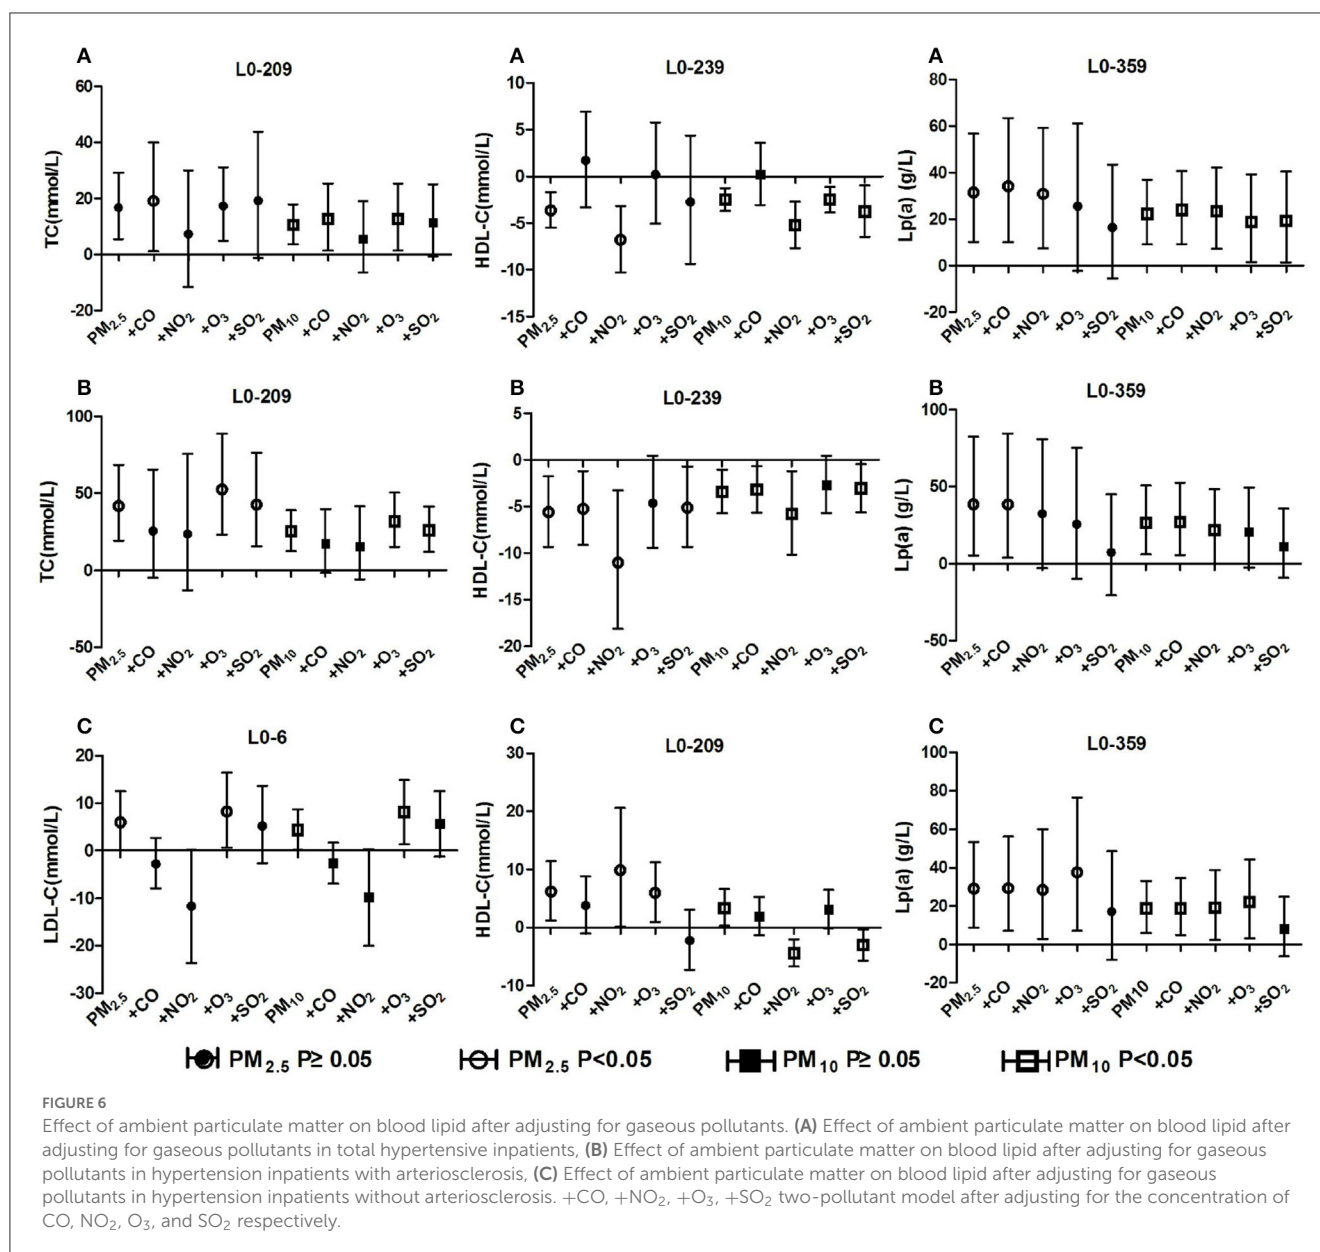 A
L0-209
TC(mmol/L)
60
40
20
0
-20
PM2.5 +CO +NO2 +O3 +SO2 PM10 +CO +NO2 +O3 +SO2
A
L0-239
HDL-C(mmol/L)
10
5
0
-5
-10
-15
PM2.5 +CO +NO2 +O3 +SO2 PM10 +CO +NO2 +O3 +SO2
A
L0-359
Lp(a) (g/L)
80
60
40
20
0
-20
PM2.5 +CO +NO2 +O3 +SO2 PM10 +CO +NO2 +O3 +SO2
B
L0-209
TC(mmol/L)
100
50
0
-50
PM2.5 +CO +NO2 +O3 +SO2 PM10 +CO +NO2 +O3 +SO2
B
L0-239
HDL-C(mmol/L)
5
0
-5
-10
-15
-20
PM2.5 +CO +NO2 +O3 +SO2 PM10 +CO +NO2 +O3 +SO2
B
L0-359
Lp(a) (g/L)
100
50
0
-50
PM2.5 +CO +NO2 +O3 +SO2 PM10 +CO +NO2 +O3 +SO2
C
L0-6
LDL-C(mmol/L)
20
10
0
-10
-20
-30
PM2.5 +CO +NO2 +O3 +SO2 PM10 +CO +NO2 +O3 +SO2
C
L0-209
HDL-C(mmol/L)
30
20
10
0
-10
PM2.5 +CO +NO2 +O3 +SO2 PM10 +CO +NO2 +O3 +SO2
C
L0-359
Lp(a) (g/L)
100
80
60
40
20
0
-20
PM2.5 +CO +NO2 +O3 +SO2 PM10 +CO +NO2 +O3 +SO2
PM2.5 P≥ 0.05 PM2.5 P<0.05 PM10 P≥ 0.05 PM10 P<0.05
FIGURE 6
Effect of ambient particulate matter on blood lipid after adjusting for gaseous pollutants. (A) Effect of ambient particulate matter on blood lipid after
adjusting for gaseous pollutants in total hypertensive inpatients, (B) Effect of ambient particulate matter on blood lipid after adjusting for gaseous
pollutants in hypertension inpatients with arteriosclerosis, (C) Effect of ambient particulate matter on blood lipid after adjusting for gaseous
pollutants in hypertension inpatients without arteriosclerosis. +CO, +NO2, +O3, +SO2 two-pollutant model after adjusting for the concentration of
CO, NO2, O3, and SO2 respectively.